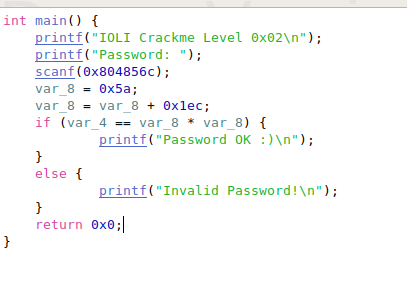 int main() {
    printf("IOLI Crackme Level 0x02\n");
    printf("Password: ");
    scanf(0x804856c);
    var_8 = 0x5a;
    var_8 = var_8 + 0x1ec;
    if (var_4 == var_8 * var_8) {
            printf("Password OK :)\n");
    }
    else {
            printf("Invalid Password!\n");
    }
    return 0x0;
}